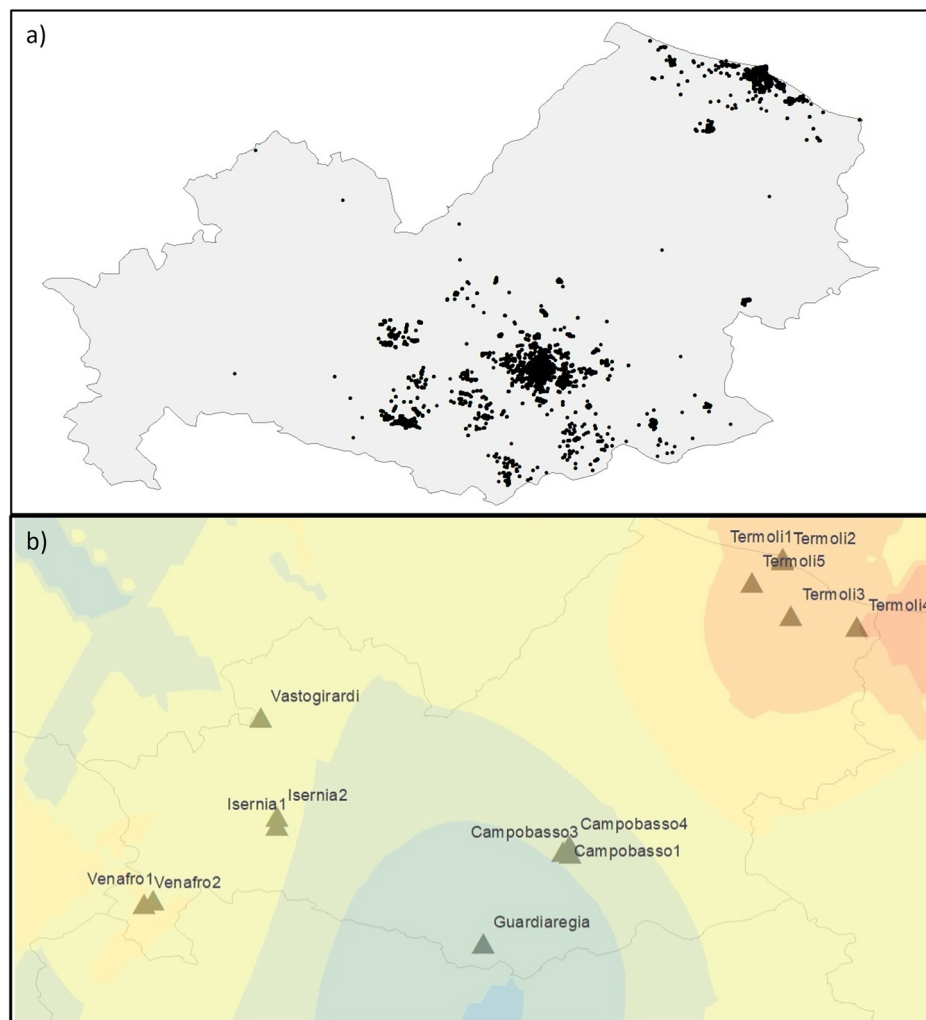 a)
b)
Termoli1 Termoli2
Termoli5
Termoli3
Termoli4
Vastogirardi
Isernia2
Isernia1
Campobasso4
Campobasso3
Campobasso1
Venafro1
Venafro2
Guardiaregia